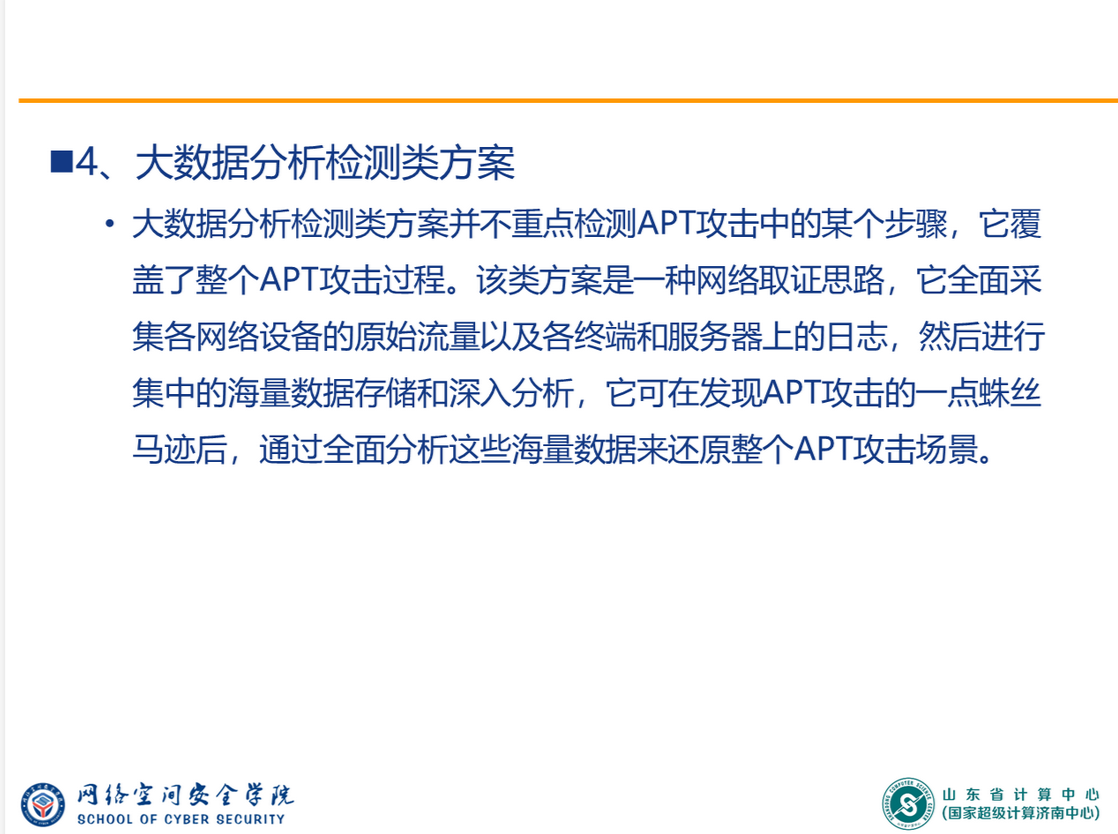 ■4、大数据分析检测类方案
• 大数据分析检测类方案并不重点检测APT攻击中的某个步骤，它覆
盖了整个APT攻击过程。该类方案是一种网络取证思路，它全面采
集各网络设备的原始流量以及各终端和服务器上的日志，然后进行
集中的海量数据存储和深入分析，它可在发现APT攻击的一点蛛丝
马迹后，通过全面分析这些海量数据来还原整个APT攻击场景。
网络空间安全学院
SCHOOL OF CYBER SECURITY
山东省计算中心
(国家超级计算济南中心)